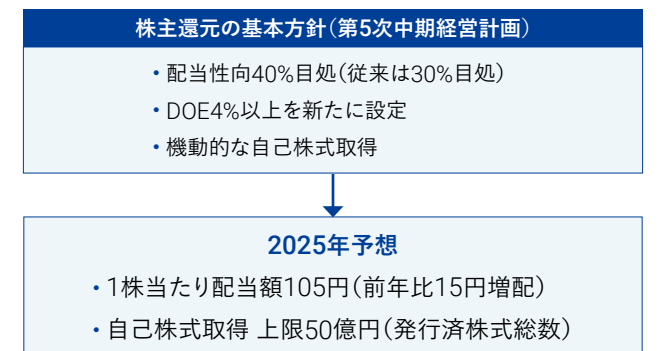 株主還元の基本方針（第5次中期経営計画）
・配当性向40%目処（従来は30%目処）
・DOE4%以上を新たに設定
・機動的な自己株式取得
2025年予想
・1株当たり配当額105円（前年比15円増配）
・自己株式取得 上限50億円（発行済株式総数）